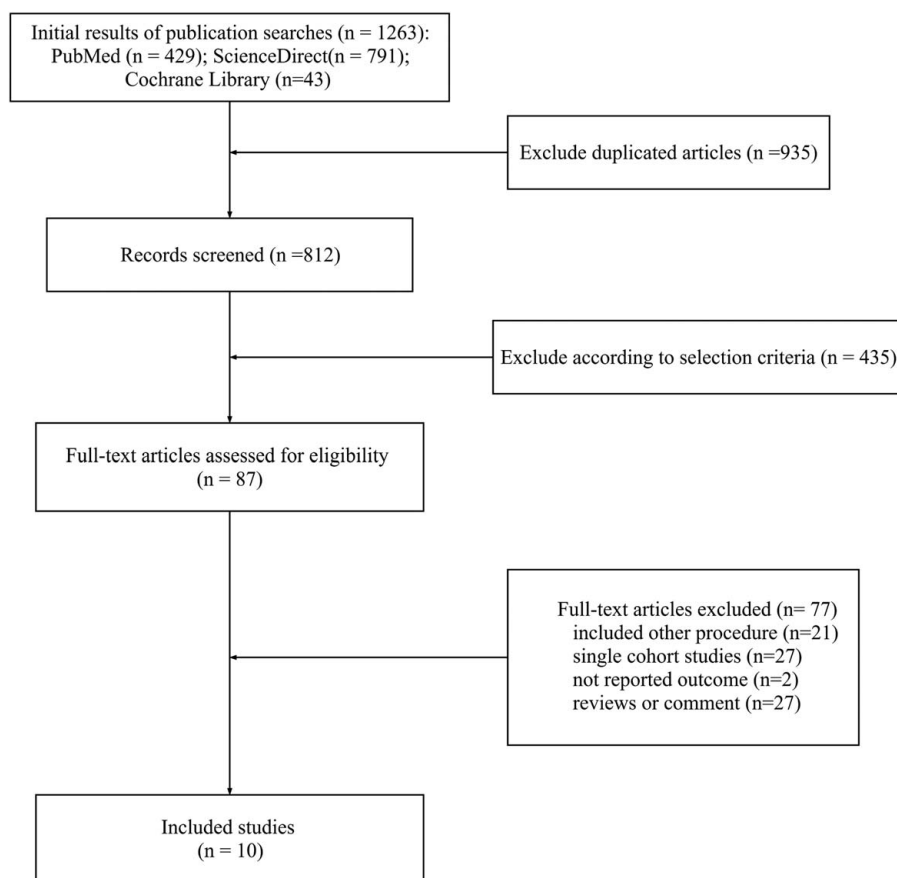 Initial results of publication searches (n = 1263):
PubMed (n = 429); ScienceDirect(n = 791);
Cochrane Library (n=43)
Exclude duplicated articles (n =935)
Records screened (n =812)
Exclude according to selection criteria (n = 435)
Full-text articles assessed for eligibility
(n = 87)
Full-text articles excluded (n= 77)
included other procedure (n=21)
single cohort studies (n=27)
not reported outcome (n=2)
reviews or comment (n=27)
Included studies
(n = 10)